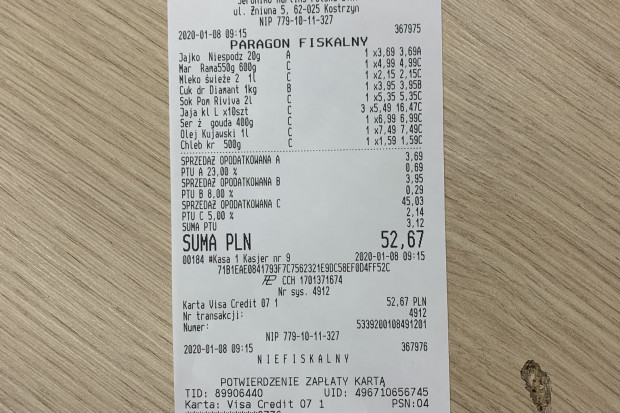 Jeronimo Martins Polska S.A.
ul. Żniwna 5, 62-025 Kostrzyn
NIP 779-10-11-327
2020-01-08 09:15 367975
PARAGON FISKALNY
Jajko Niespodz 20g A 1 x3,69 3,69A
Mar Rama550g 600g C 1 x4,99 4,99C
Mleko świeże 2 1l C 1 x2,15 2,15C
Cuk dr Diamant 1kg B 1 x3,95 3,95B
Sok Pom Riviva 2L C 1 x5,35 5,35C
Jaja kl L x10szt C 3 x5,49 16,47C
Ser ż gouda 480g C 1 x6,99 6,99C
Olej Kujawski 1l C 1 x7,49 7,49C
Chleb kr 500g C 1 x1,59 1,59C
SPRZEDAŻ OPODATKOWANA A 3,69
PTU A 23,00 % 0,69
SPRZEDAŻ OPODATKOWANA B 3,95
PTU B 8,00 % 0,29
SPRZEDAŻ OPODATKOWANA C 45,03
PTU C 5,00 % 2,14
SUMA PTU 3,12
SUMA PLN 52,67
00184 #Kasa 1 Kasjer nr 9 2020-01-08 09:15
71B1EAE0841793F7C7562321E9DC58EF0D4FF52C
CCH 1701371674
Nr sys. 4912
Karta Visa Credit 07 1 52,67 PLN
Nr transakcji: 4912
Numer: 5339200108491201
NIP 779-10-11-327
2020-01-08 09:15 367976
NIEFISKALNY
POTWIERDZENIE ZAPŁATY KARTĄ
TID: 89906440 UID: 496710656745
Karta: Visa Credit 07 1 PSN:04